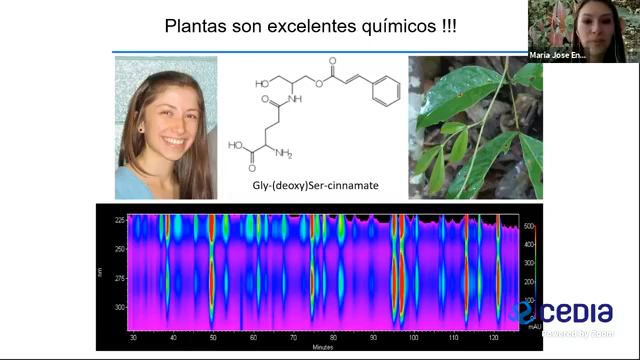 Plantas son excelentes químicos !!!
Maria Jose En...
HO
O
O
NH
O
HO
NH₂
O
Gly-(deoxy)Ser-cinnamate
225
250
275
300
nm
30 40 50 60 70 80 90 100 110 120
Minutes
500
400
300
200
100
0
mAU
cedia
Powered by Zoom